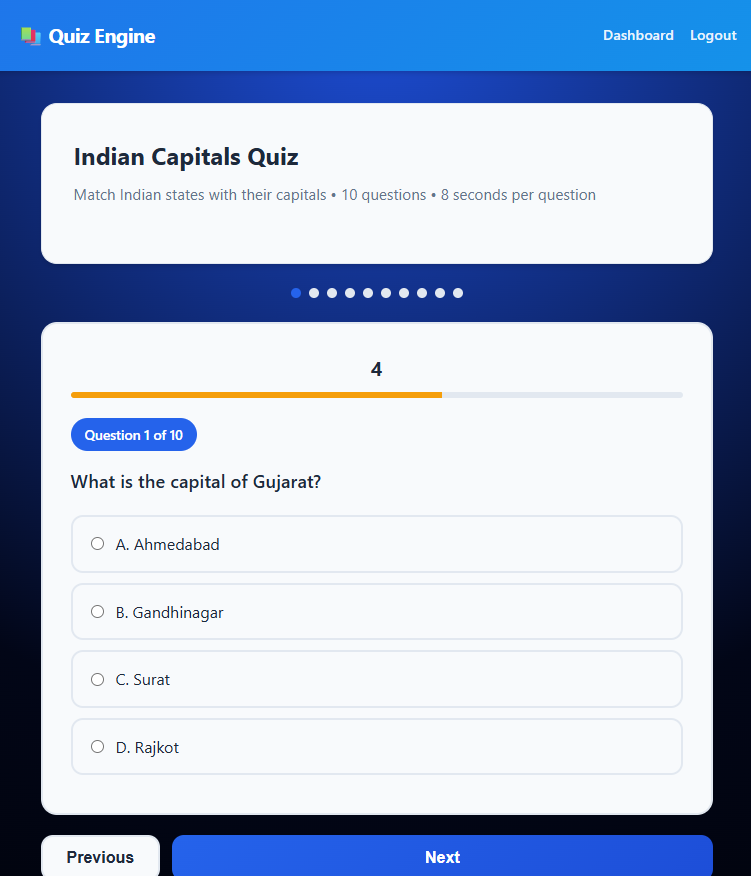 Quiz Engine
Dashboard Logout
Indian Capitals Quiz
Match Indian states with their capitals • 10 questions • 8 seconds per question
4
Question 1 of 10
What is the capital of Gujarat?
A. Ahmedabad
B. Gandhinagar
C. Surat
D. Rajkot
Previous Next